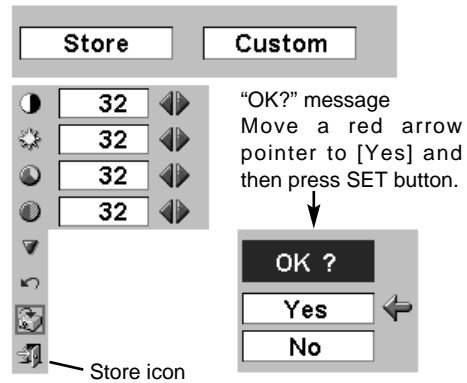 Store Custom
32
32
32
32
“OK?” message
Move a red arrow
pointer to [Yes] and
then press SET button.
OK ?
Yes
No
Store icon